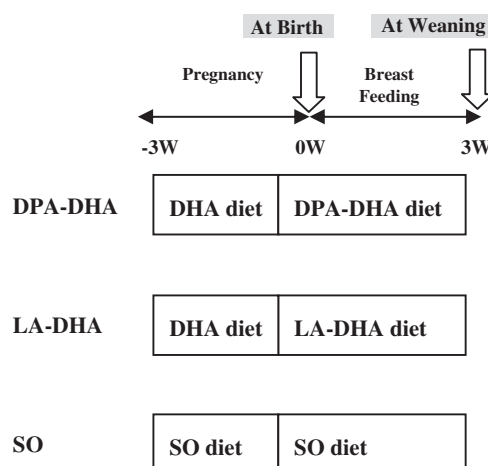 At Birth
At Weaning
Pregnancy
Breast
Feeding
-3W
0W
3W
DPA-DHA
DHA diet
DPA-DHA diet
LA-DHA
DHA diet
LA-DHA diet
SO
SO diet
SO diet